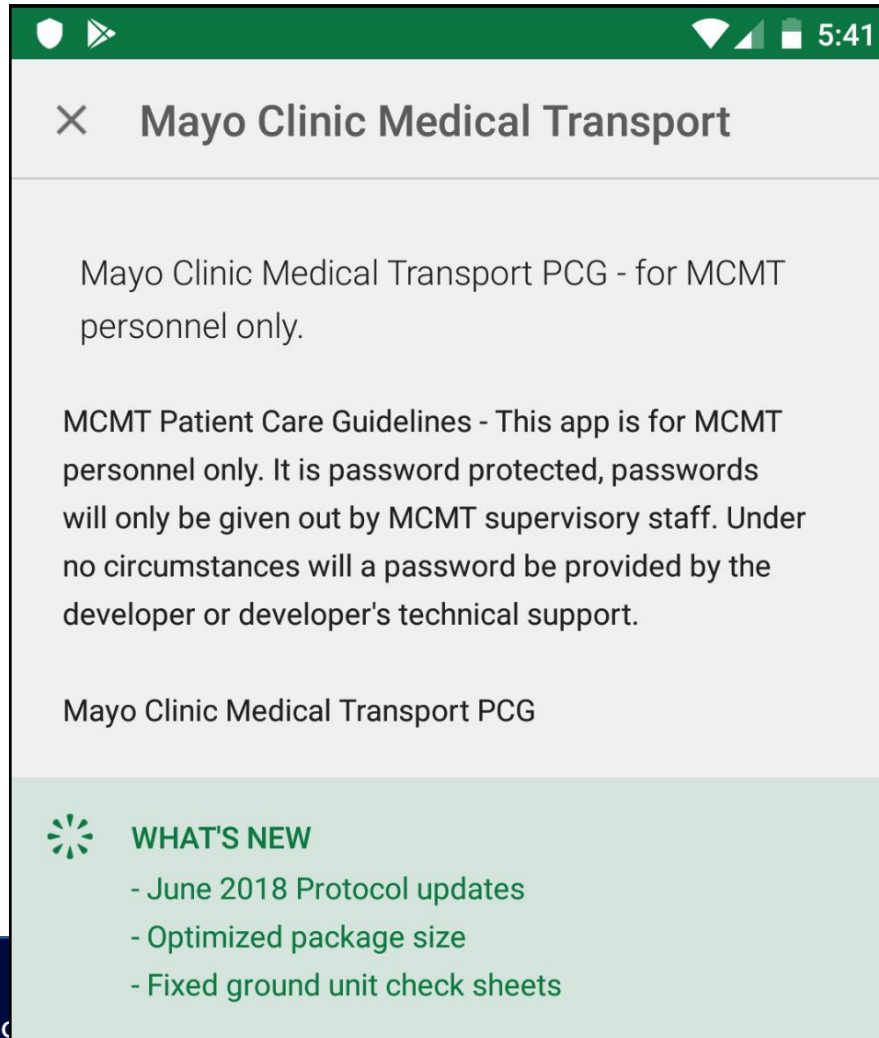 5:41
Mayo Clinic Medical Transport
Mayo Clinic Medical Transport PCG - for MCMT
personnel only.
MCMT Patient Care Guidelines - This app is for MCMT
personnel only. It is password protected, passwords
will only be given out by MCMT supervisory staff. Under
no circumstances will a password be provided by the
developer or developer's technical support.
Mayo Clinic Medical Transport PCG
WHAT'S NEW
- June 2018 Protocol updates
- Optimized package size
- Fixed ground unit check sheets